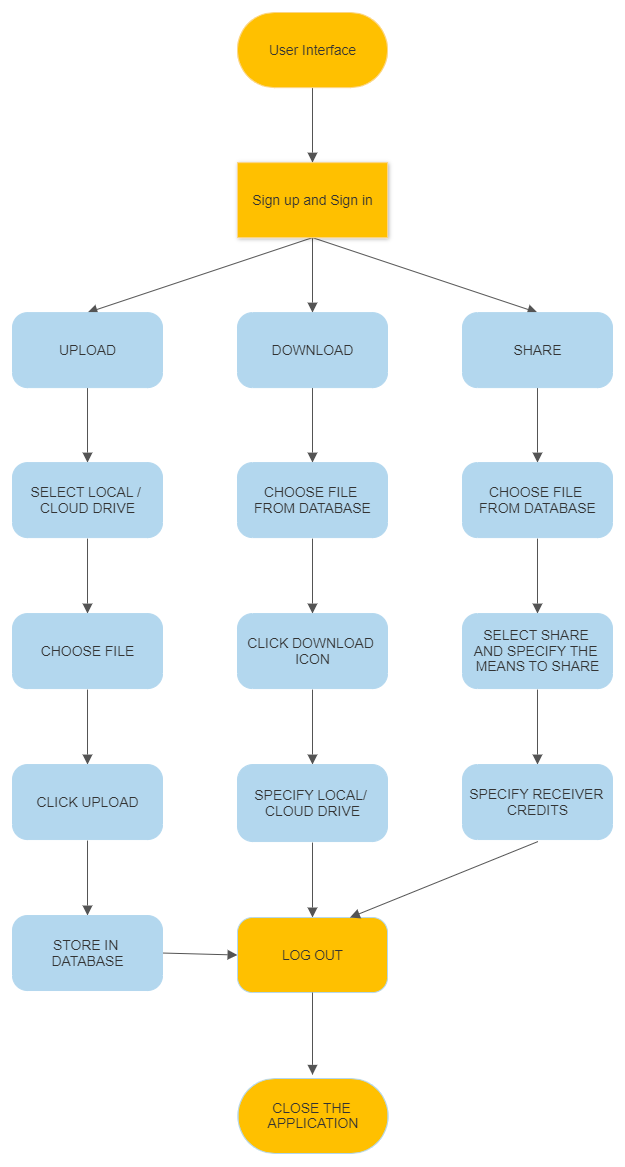 User Interface
Sign up and Sign in
UPLOAD
DOWNLOAD
SHARE
SELECT LOCAL /
CLOUD DRIVE
CHOOSE FILE
FROM DATABASE
CHOOSE FILE
FROM DATABASE
CHOOSE FILE
CLICK DOWNLOAD
ICON
SELECT SHARE
AND SPECIFY THE
MEANS TO SHARE
CLICK UPLOAD
SPECIFY LOCAL/
CLOUD DRIVE
SPECIFY RECEIVER
CREDITS
STORE IN
DATABASE
LOG OUT
CLOSE THE
APPLICATION